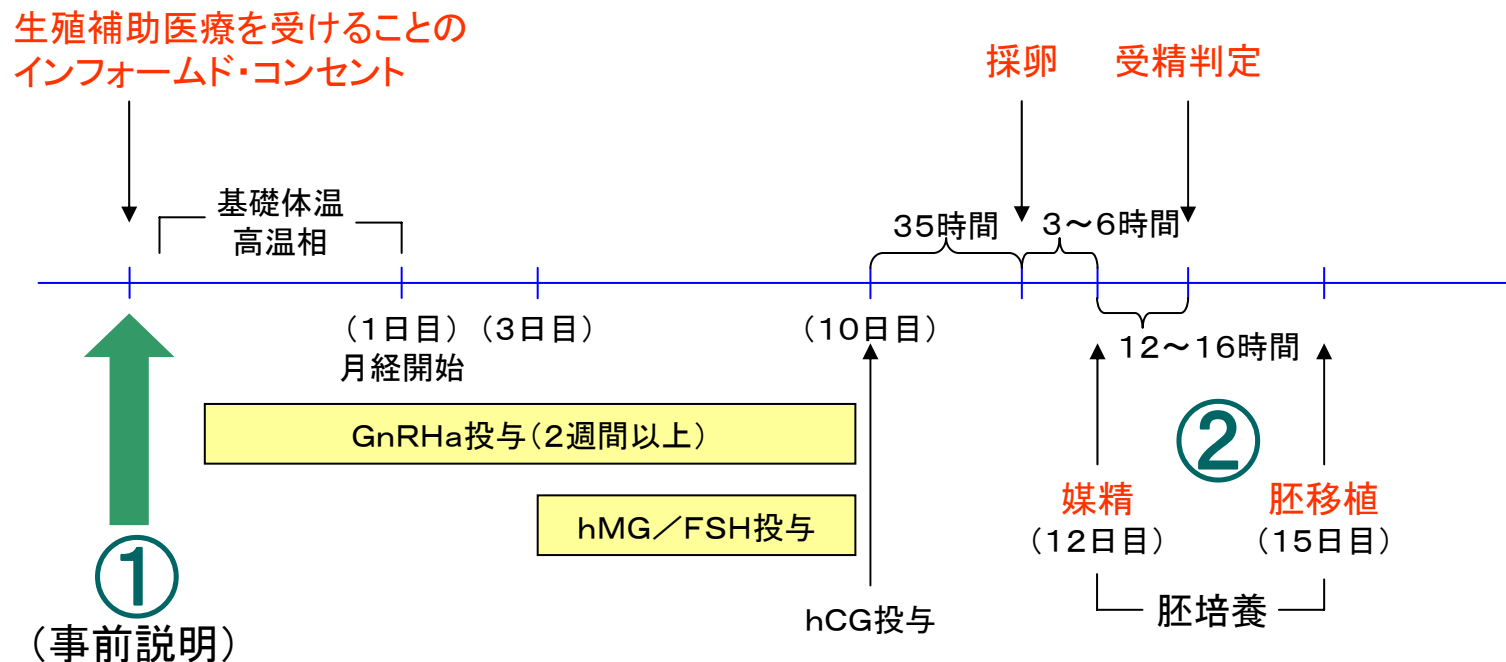 生殖補助医療を受けることの
インフォームド・コンセント
採卵
受精判定
基礎体温
高温相
35時間
3～6時間
(1日目)
月経開始
(3日目)
(10日目)
12～16時間
GnRHa投与(2週間以上)
hMG／FSH投与
hCG投与
①
(事前説明)
②
媒精
(12日目)
胚移植
(15日目)
胚培養